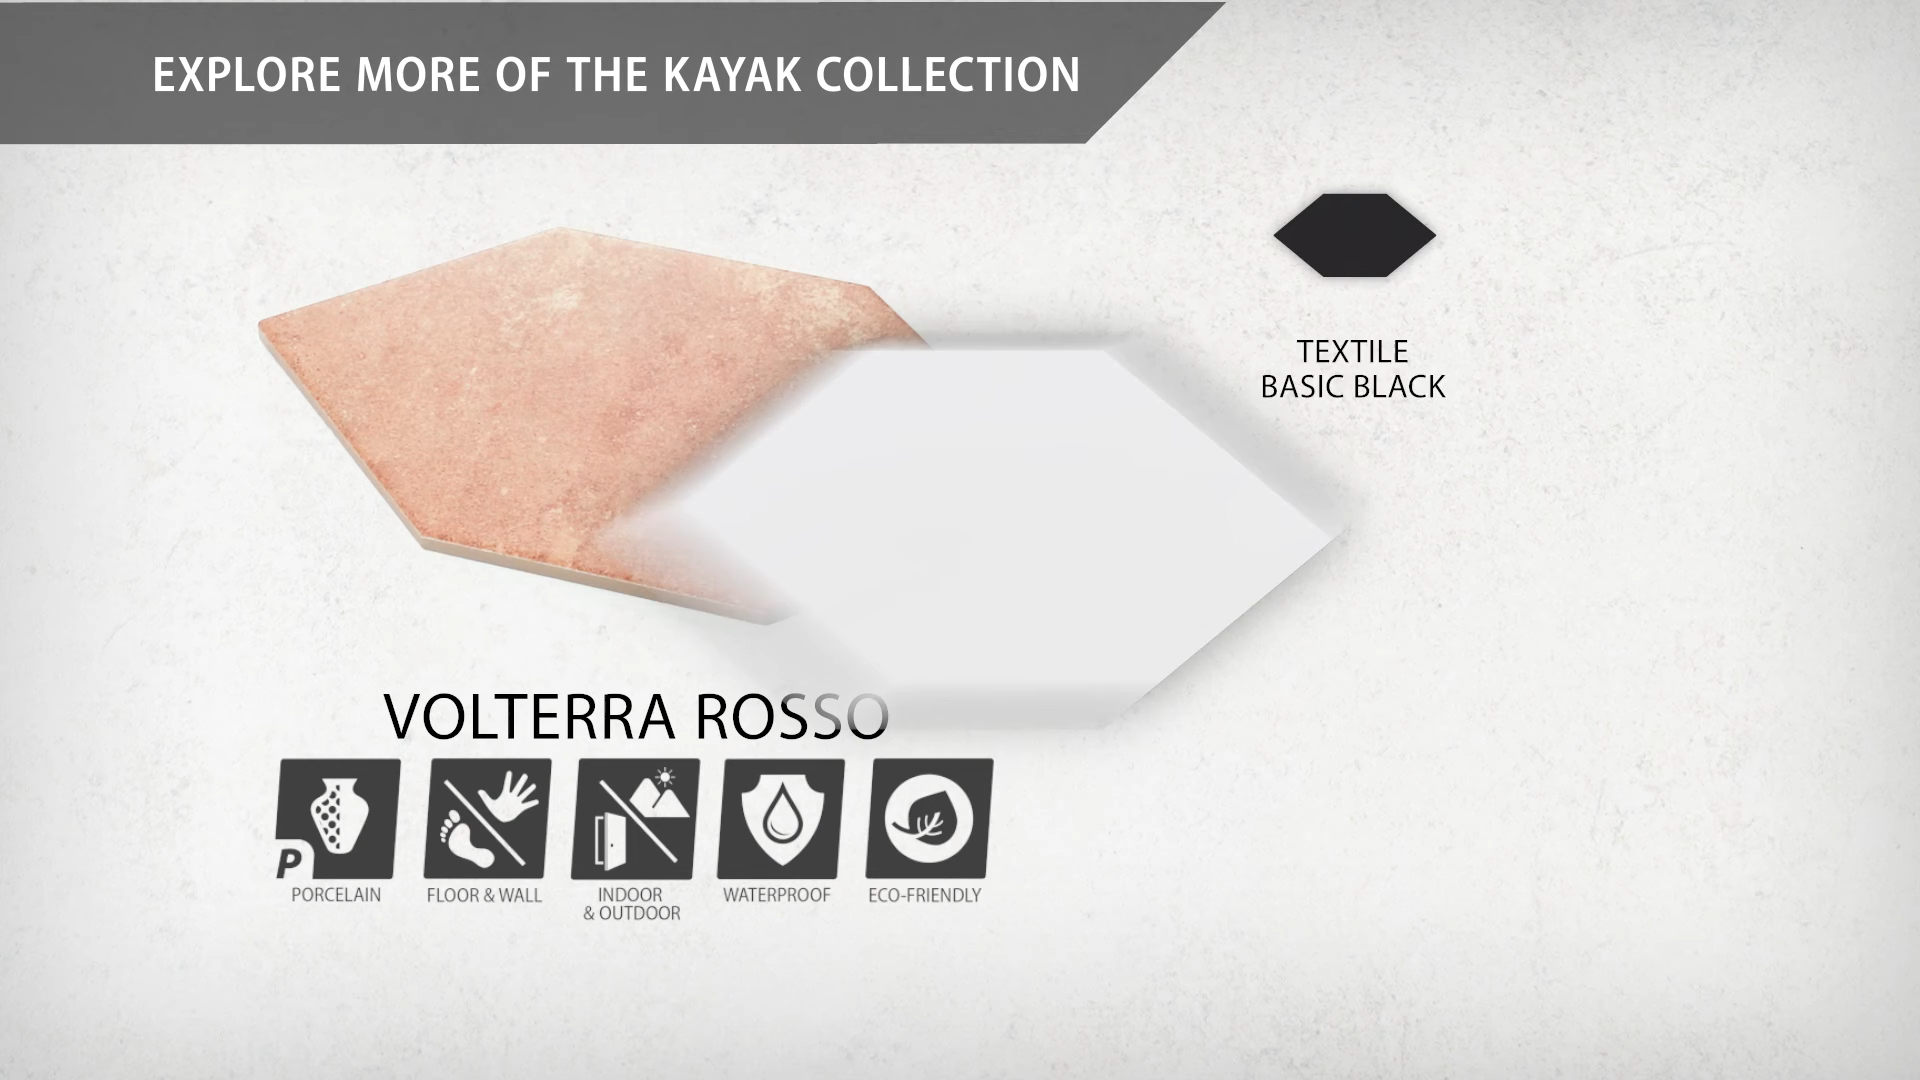 EXPLORE MORE OF THE KAYAK COLLECTION
TEXTILE
BASIC BLACK
VOLTERRA ROSSO
P
PORCELAIN
FLOOR & WALL
INDOOR
& OUTDOOR
WATERPROOF
ECO-FRIENDLY